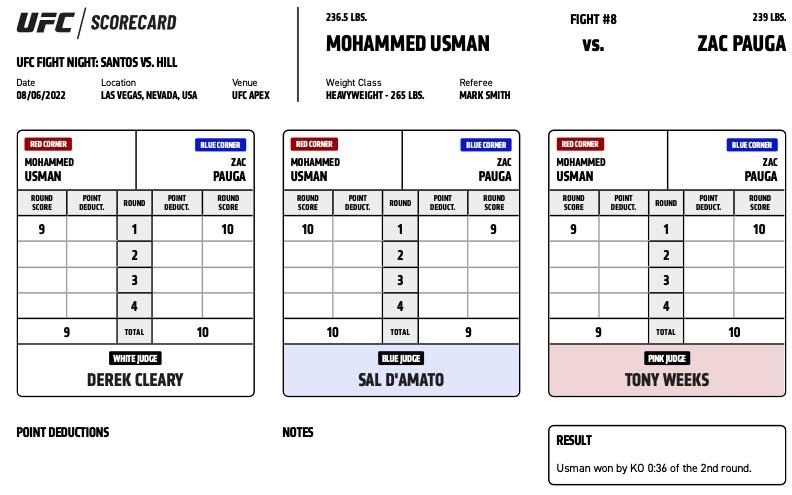 UFC / SCORECARD
UFC FIGHT NIGHT: SANTOS VS. HILL
Date Location Venue
08/06/2022 LAS VEGAS, NEVADA, USA UFC APEX
236.5 LBS. FIGHT #8 239 LBS.
MOHAMMED USMAN VS. ZAC PAUGA
Weight Class Referee
HEAVYWEIGHT - 265 LBS. MARK SMITH
RED CORNER BLUE CORNER
MOHAMMED ZAC
USMAN PAUGA
ROUND SCORE POINT DEDUCT. ROUND POINT DEDUCT. ROUND SCORE
9 1 10
2
3
4
9 TOTAL 10
WHITE JUDGE
DEREK CLEARY
RED CORNER BLUE CORNER
MOHAMMED ZAC
USMAN PAUGA
ROUND SCORE POINT DEDUCT. ROUND POINT DEDUCT. ROUND SCORE
10 1 9
2
3
4
10 TOTAL 9
BLUE JUDGE
SAL D'AMATO
RED CORNER BLUE CORNER
MOHAMMED ZAC
USMAN PAUGA
ROUND SCORE POINT DEDUCT. ROUND POINT DEDUCT. ROUND SCORE
9 1 10
2
3
4
9 TOTAL 10
PINK JUDGE
TONY WEEKS
POINT DEDUCTIONS
NOTES
RESULT
Usman won by KO 0:36 of the 2nd round.